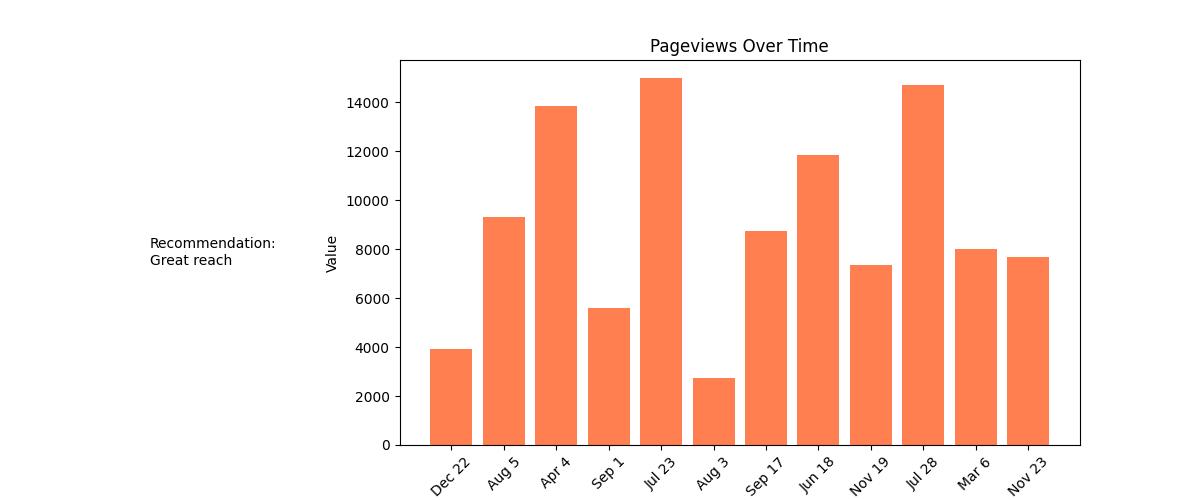 Pageviews Over Time
Recommendation:
Great reach
Value
14000
12000
10000
8000
6000
4000
2000
0
Dec 22
Aug 5
Apr 4
Sep 1
Jul 23
Aug 3
Sep 17
Jun 18
Nov 19
Jul 28
Mar 6
Nov 23